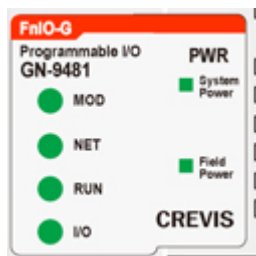 FnIO-G
Programmable I/O
GN-9481
PWR
System
Power
MOD
NET
Field
Power
RUN
I/O
CREVIS